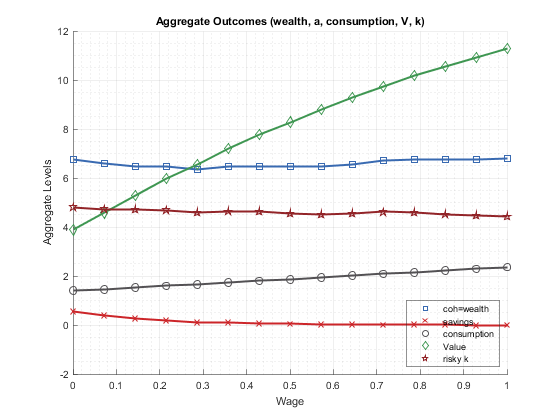 Aggregate Outcomes (wealth, a, consumption, V, k)
12
10
8
6
4
2
0
-2
Aggregate Levels
0 0.1 0.2 0.3 0.4 0.5 0.6 0.7 0.8 0.9 1
Wage
coh=wealth
savings
consumption
Value
risky k